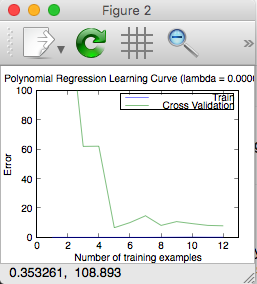 Figure 2
»
Polynomial Regression Learning Curve (lambda = 0.000
100
80
60
40
20
0
Error
Train
Cross Validation
0 2 4 6 8 10 12
Number of training examples
0.353261, 108.893